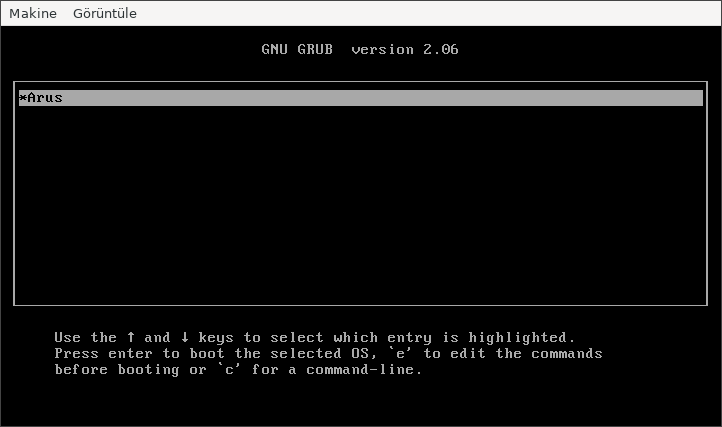 Makine Görüntüle
GNU GRUB version 2.06
*Arus
Use the ↑ and ↓ keys to select which entry is highlighted.
Press enter to boot the selected OS, `e' to edit the commands
before booting or `c' for a command-line.